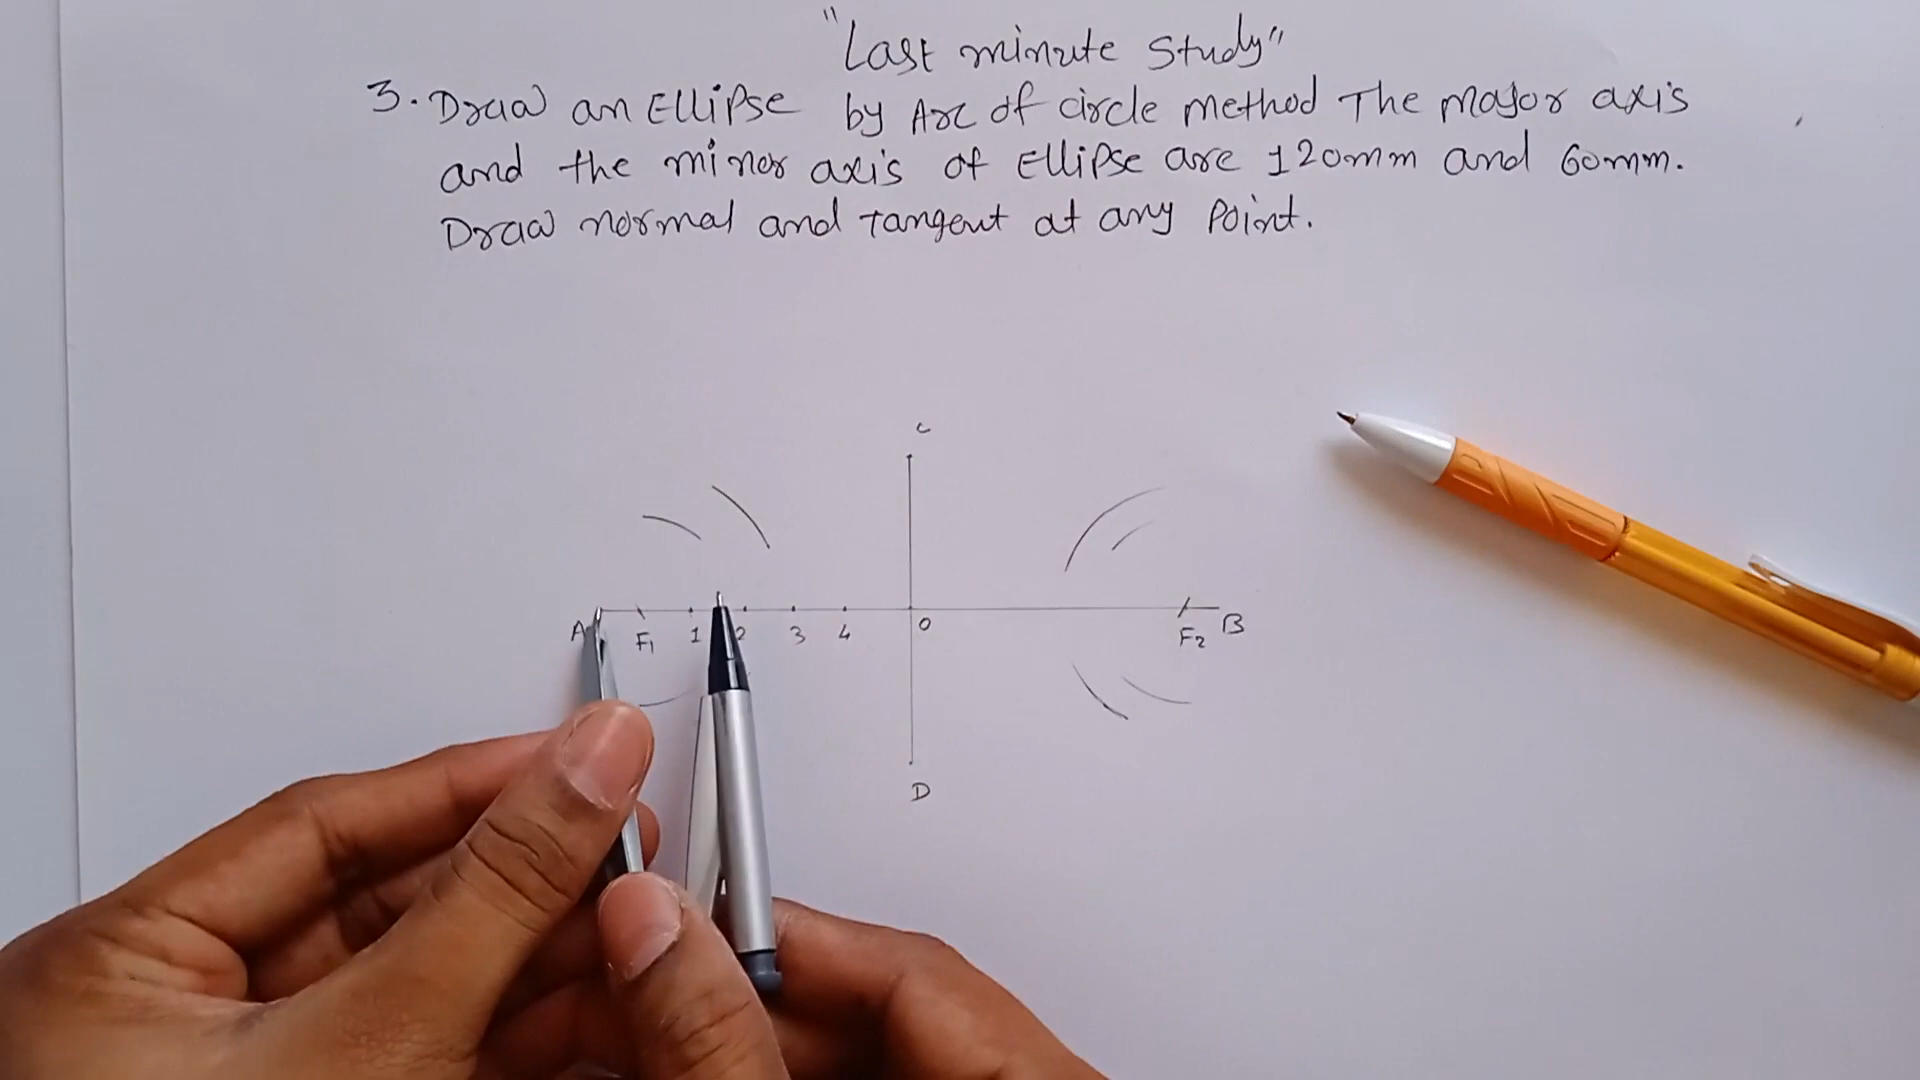 "Last minute Study"
3. Draw an Ellipse by Arc of circle method The major axis
and the minor axis of Ellipse are 120mm and 60mm.
Draw normal and Tangent at any Point.
C
A F1 1 2 3 4 O F2 B
D